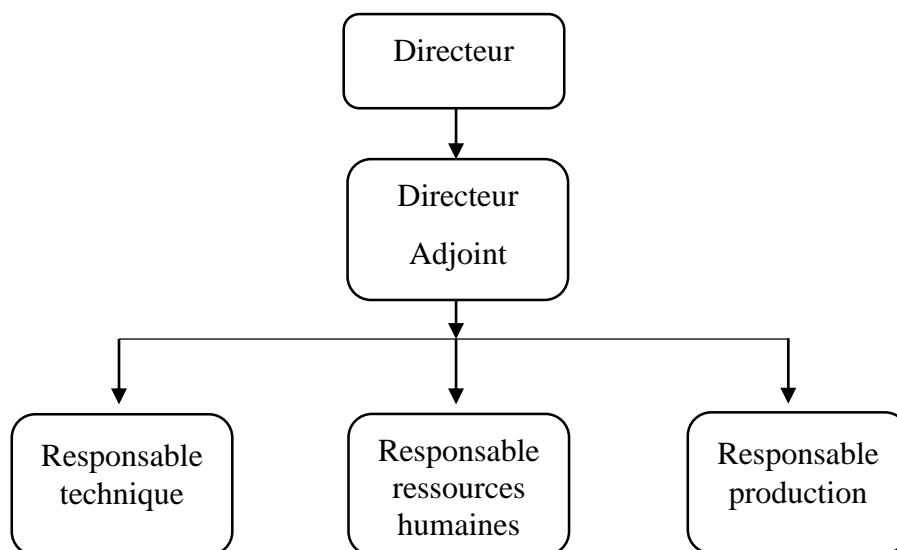 Directeur
Directeur
Adjoint
Responsable
technique
Responsable
ressources
humaines
Responsable
production